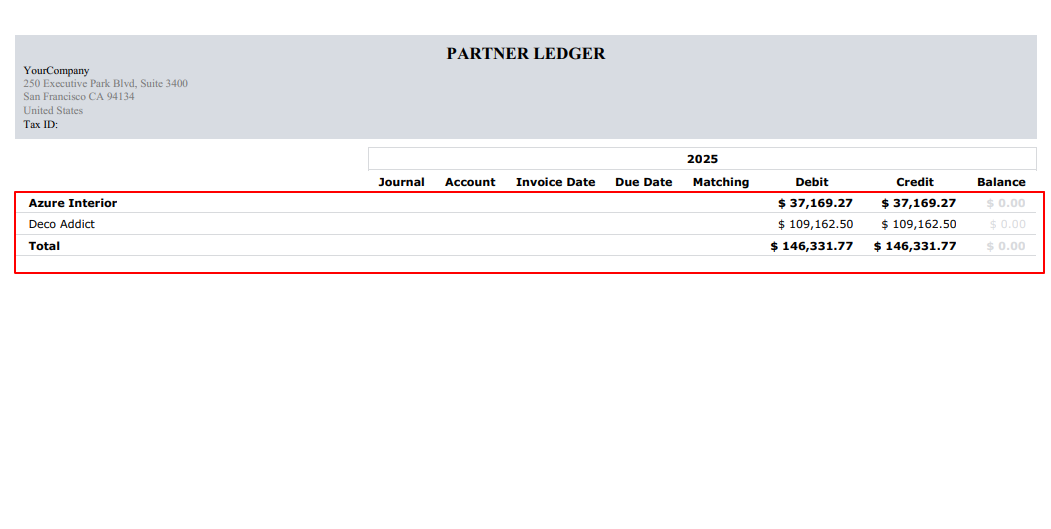 PARTNER LEDGER
YourCompany
250 Executive Park Blvd, Suite 3400
San Francisco CA 94134
United States
Tax ID:
2025
Journal Account Invoice Date Due Date Matching Debit Credit Balance
Azure Interior $ 37,169.27 $ 37,169.27 $ 0.00
Deco Addict $ 109,162.50 $ 109,162.50 $ 0.00
Total $ 146,331.77 $ 146,331.77 $ 0.00